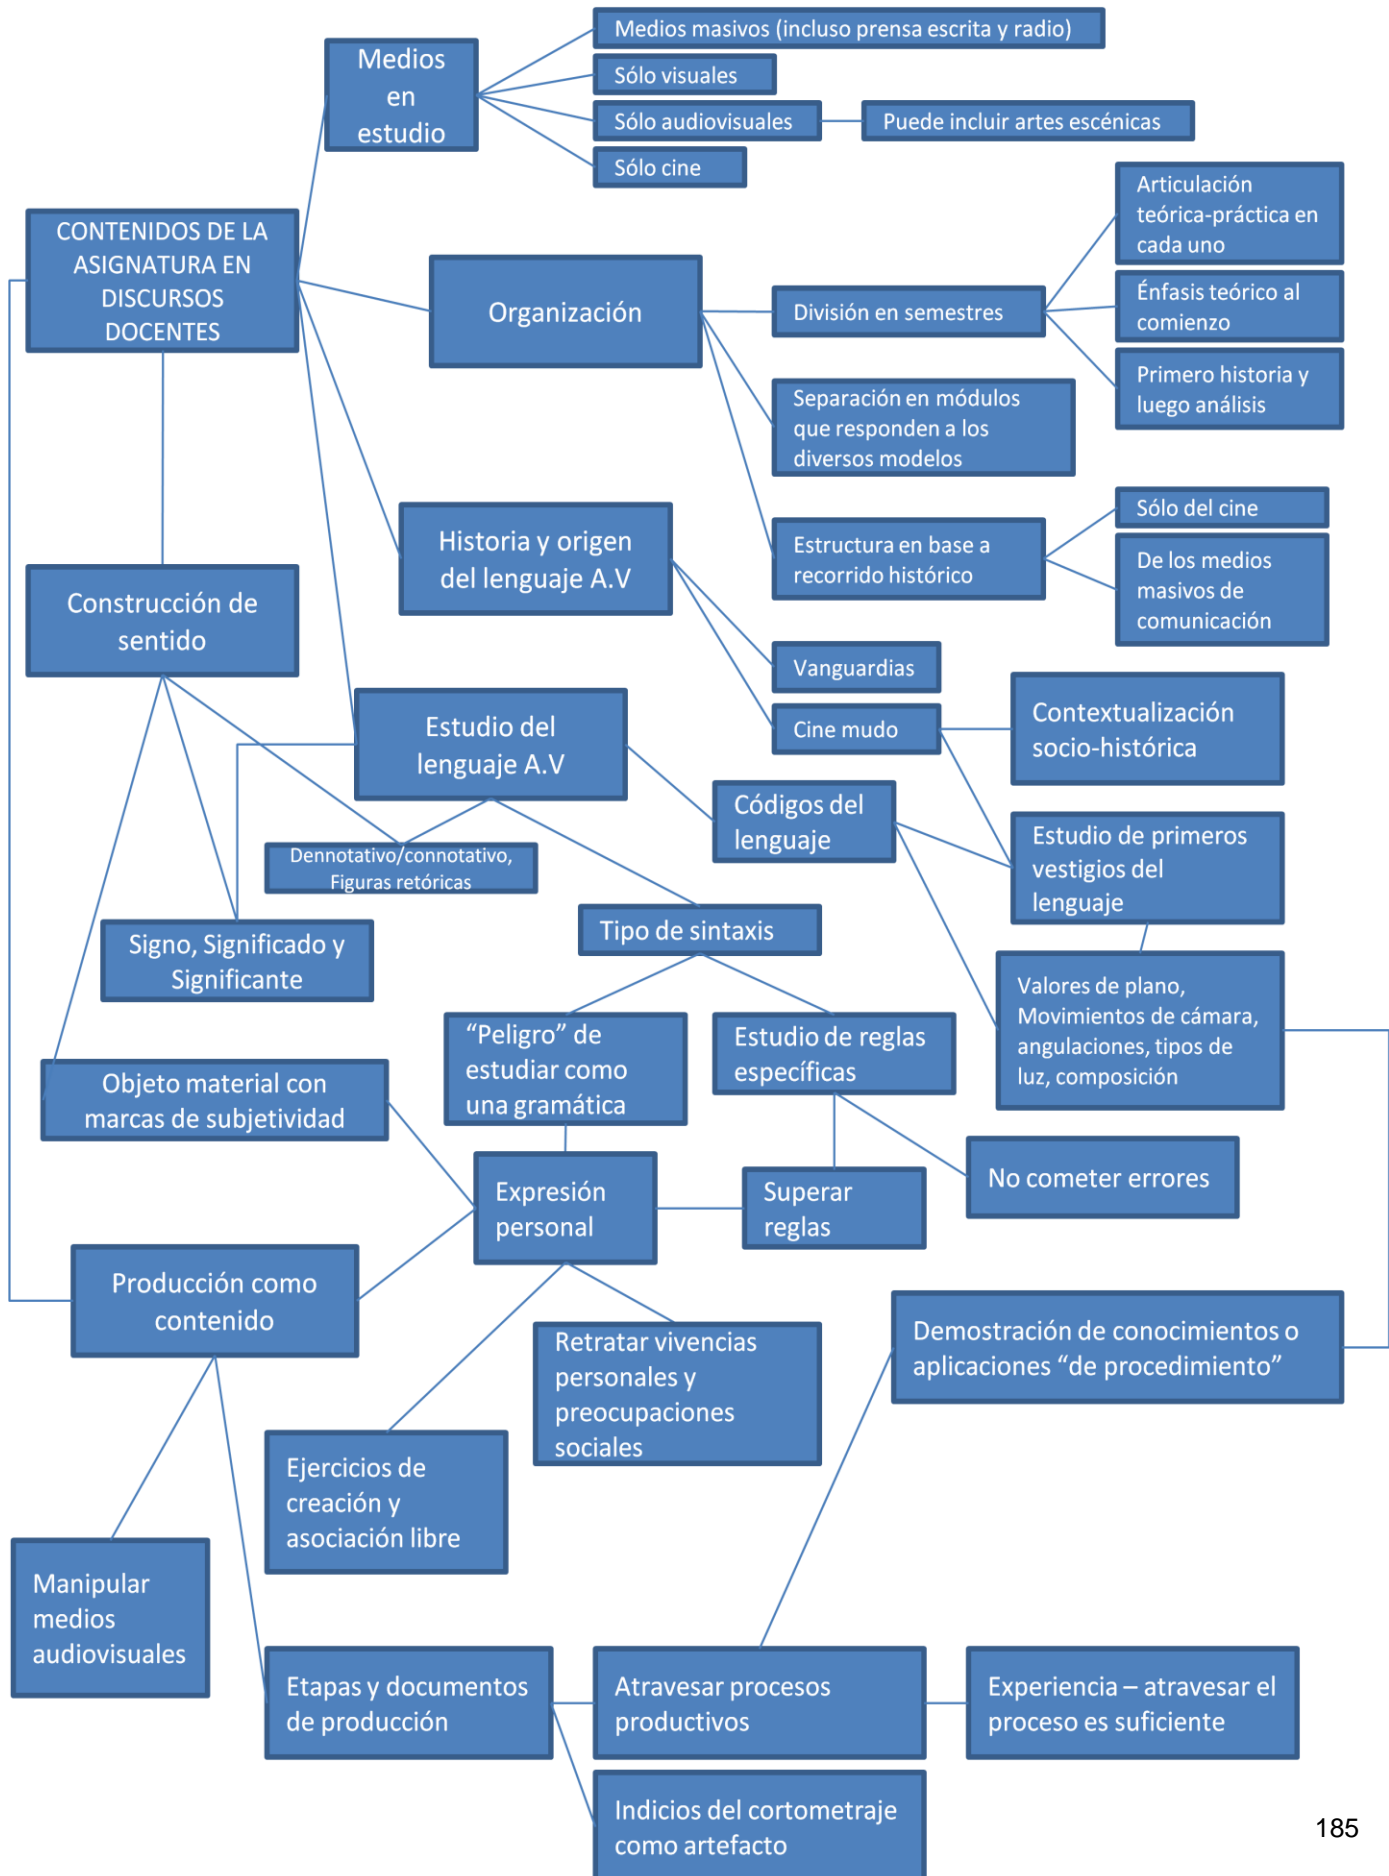 Medios
en
estudio
Medios masivos (incluso prensa escrita y radio)
Sólo visuales
Sólo audiovisuales
Puede incluir artes escénicas
Sólo cine
CONTENIDOS DE LA
ASIGNATURA EN
DISCURSOS
DOCENTES
Organización
División en semestres
Articulación
teórica-práctica en
cada uno
Énfasis teórico al
comienzo
Primero historia y
luego análisis
Separación en módulos
que responden a los
diversos modelos
Estructura en base a
recorrido histórico
Sólo del cine
De los medios
masivos de
comunicación
Historia y origen
del lenguaje A.V
Vanguardias
Cine mudo
Contextualización
socio-histórica
Construcción de
sentido
Estudio del
lenguaje A.V
Códigos del
lenguaje
Estudio de primeros
vestigios del
lenguaje
Dennotativo/connotativo,
Figuras retóricas
Signo, Significado y
Significante
Tipo de sintaxis
Valores de plano,
Movimientos de cámara,
angulaciones, tipos de
luz, composición
“Peligro” de
estudiar como
una gramática
Estudio de reglas
específicas
Objeto material con
marcas de subjetividad
Expresión
personal
Superar
reglas
No cometer errores
Producción como
contenido
Demostración de conocimientos o
aplicaciones “de procedimiento”
Retratar vivencias
personales y
preocupaciones
sociales
Ejercicios de
creación y
asociación libre
Manipular
medios
audiovisuales
Etapas y documentos
de producción
Atravesar procesos
productivos
Experiencia – atravesar el
proceso es suficiente
Indicios del cortometraje
como artefacto
185